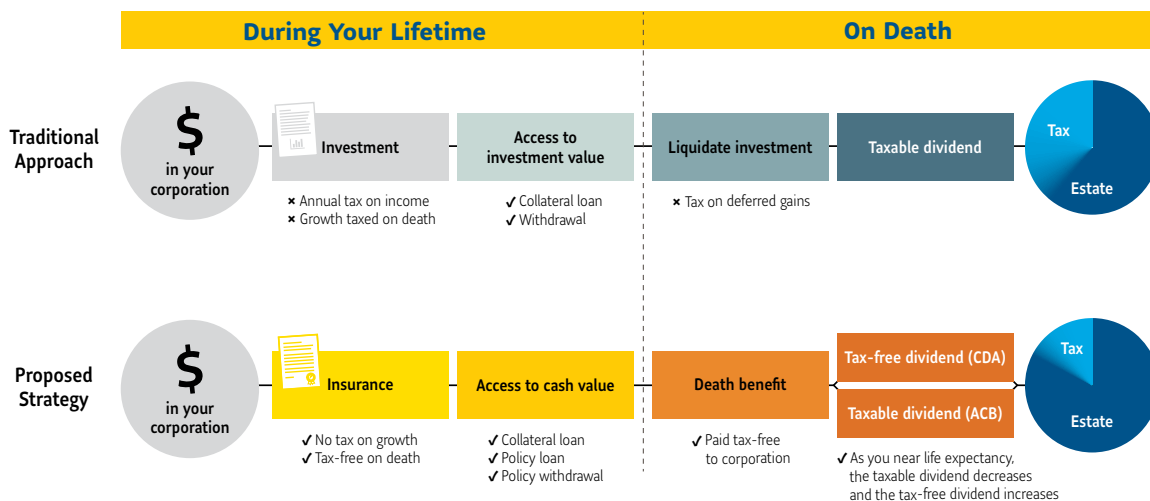 During Your Lifetime
On Death
Traditional
Approach
$
in your
corporation
Investment
× Annual tax on income
× Growth taxed on death
Access to
investment value
✓ Collateral loan
✓ Withdrawal
Liquidate investment
× Tax on deferred gains
Taxable dividend
Tax
Estate
Proposed
Strategy
$
in your
corporation
Insurance
✓ No tax on growth
✓ Tax-free on death
Access to cash value
✓ Collateral loan
✓ Policy loan
✓ Policy withdrawal
Death benefit
✓ Paid tax-free
to corporation
Tax-free dividend (CDA)
Taxable dividend (ACB)
✓ As you near life expectancy,
the taxable dividend decreases
and the tax-free dividend increases
Tax
Estate